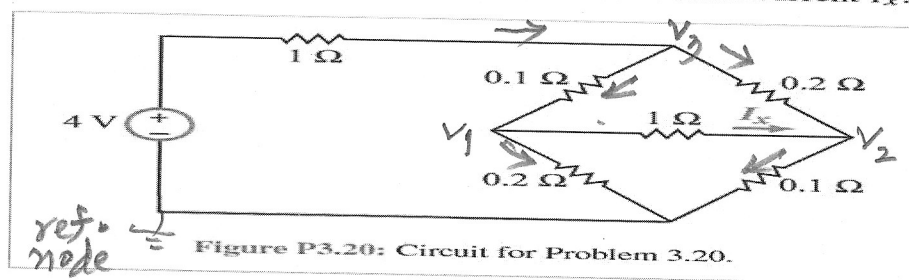 V3
1 Ω
0.1 Ω
0.2 Ω
4 V
+
V1
1 Ω
Ix
V2
0.2 Ω
0.1 Ω
ref.
node
Figure P3.20: Circuit for Problem 3.20.